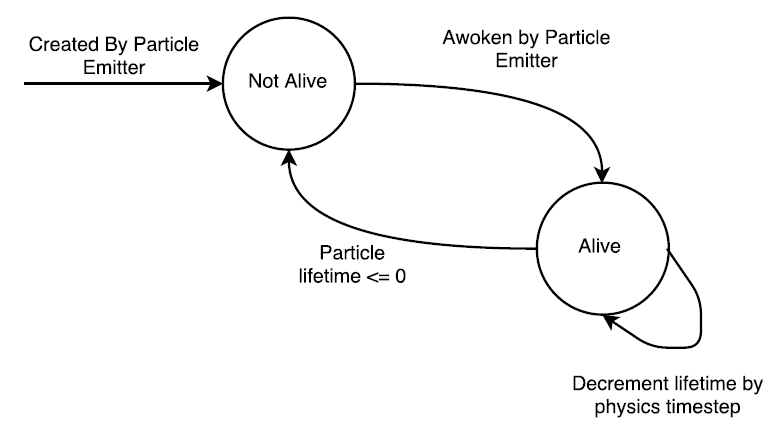 Created By Particle
Emitter
Not Alive
Awoken by Particle
Emitter
Particle
lifetime <= 0
Alive
Decrement lifetime by
physics timestep